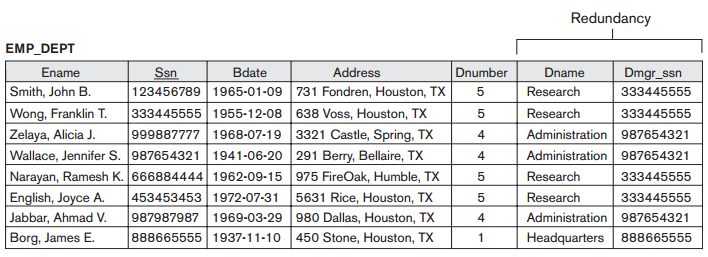 Redundancy
EMP_DEPT
Ename Ssn Bdate Address Dnumber Dname Dmgr_ssn
Smith, John B. 123456789 1965-01-09 731 Fondren, Houston, TX 5 Research 333445555
Wong, Franklin T. 333445555 1955-12-08 638 Voss, Houston, TX 5 Research 333445555
Zelaya, Alicia J. 999887777 1968-07-19 3321 Castle, Spring, TX 4 Administration 987654321
Wallace, Jennifer S. 987654321 1941-06-20 291 Berry, Bellaire, TX 4 Administration 987654321
Narayan, Ramesh K. 666884444 1962-09-15 975 FireOak, Humble, TX 5 Research 333445555
English, Joyce A. 453453453 1972-07-31 5631 Rice, Houston, TX 5 Research 333445555
Jabbar, Ahmad V. 987987987 1969-03-29 980 Dallas, Houston, TX 4 Administration 987654321
Borg, James E. 888665555 1937-11-10 450 Stone, Houston, TX 1 Headquarters 888665555